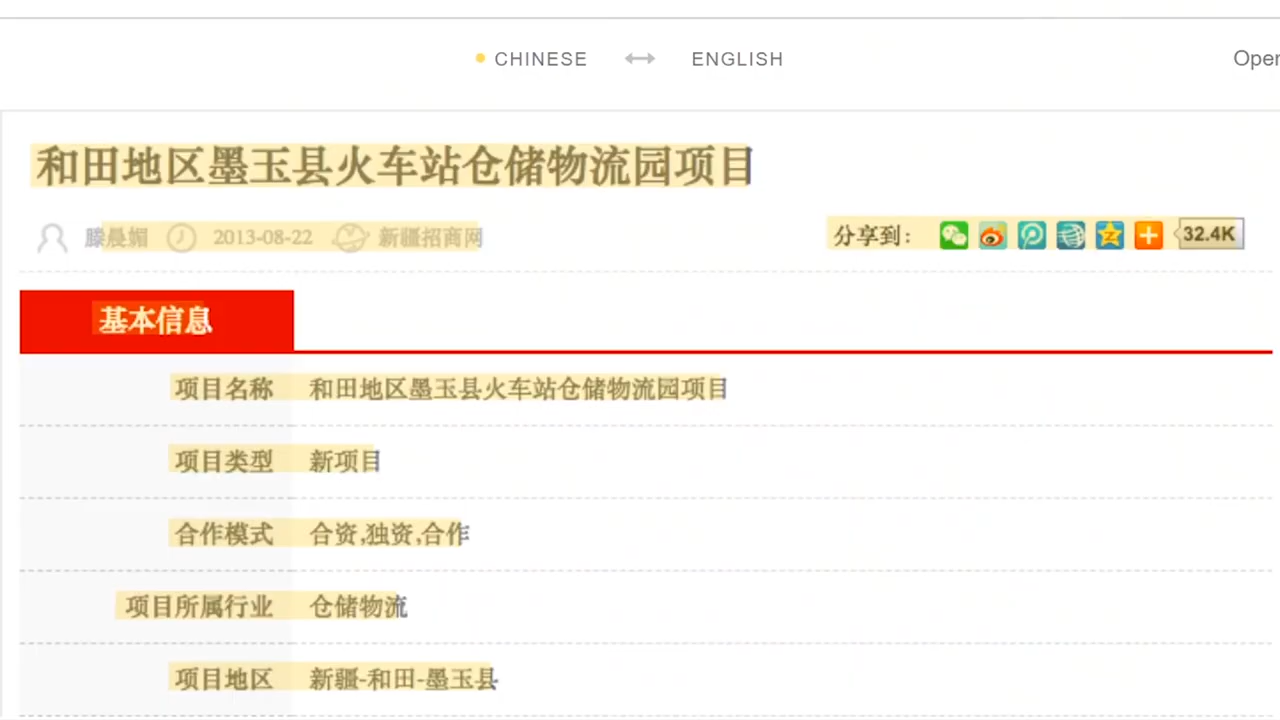 CHINESE ENGLISH Oper
和田地区墨玉县火车站仓储物流园项目
滕晨媚 2013-08-22 新疆招商网 分享到： 32.4K
基本信息
项目名称 和田地区墨玉县火车站仓储物流园项目
项目类型 新项目
合作模式 合资,独资,合作
项目所属行业 仓储物流
项目地区 新疆-和田-墨玉县